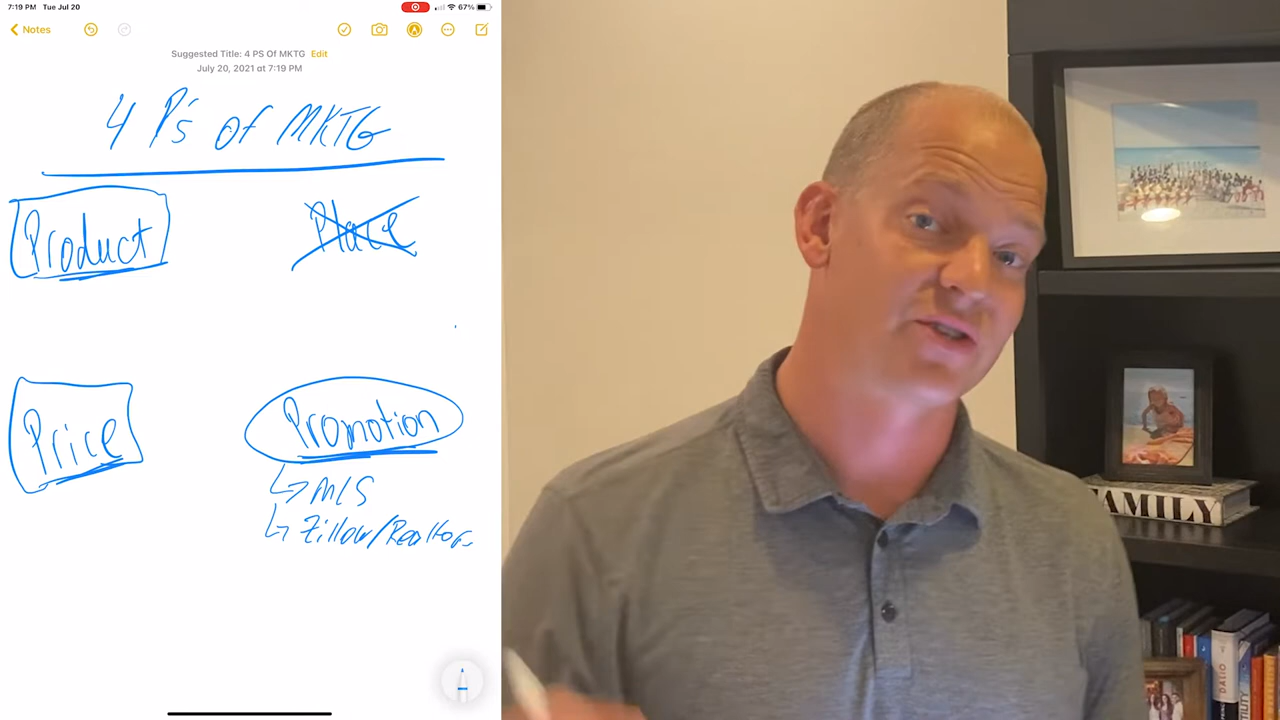 7:19 PM Tue Jul 20
67%
Notes
Suggested Title: 4 PS Of MKTG Edit
July 20, 2021 at 7:19 PM
4 P's of MKTG
Product
Place
Price
Promotion
↳ MLS
↳ Zillow/Realtor
FAMILY
DALIO